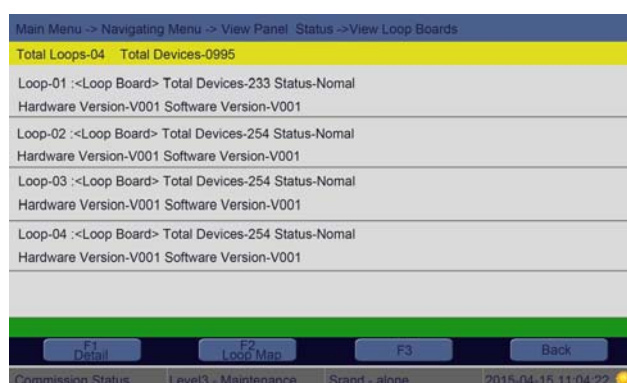 Main Menu -> Navigating Menu -> View Panel Status ->View Loop Boards
Total Loops-04 Total Devices-0995
Loop-01 :<Loop Board> Total Devices-233 Status-Nomal
Hardware Version-V001 Software Version-V001
Loop-02 :<Loop Board> Total Devices-254 Status-Nomal
Hardware Version-V001 Software Version-V001
Loop-03 :<Loop Board> Total Devices-254 Status-Nomal
Hardware Version-V001 Software Version-V001
Loop-04 :<Loop Board> Total Devices-254 Status-Nomal
Hardware Version-V001 Software Version-V001
F1 F2 F3 Back
Detail Loop Map
Commission Status Level3 - Maintenance Srand - alone 2015-04-15 11:04:22